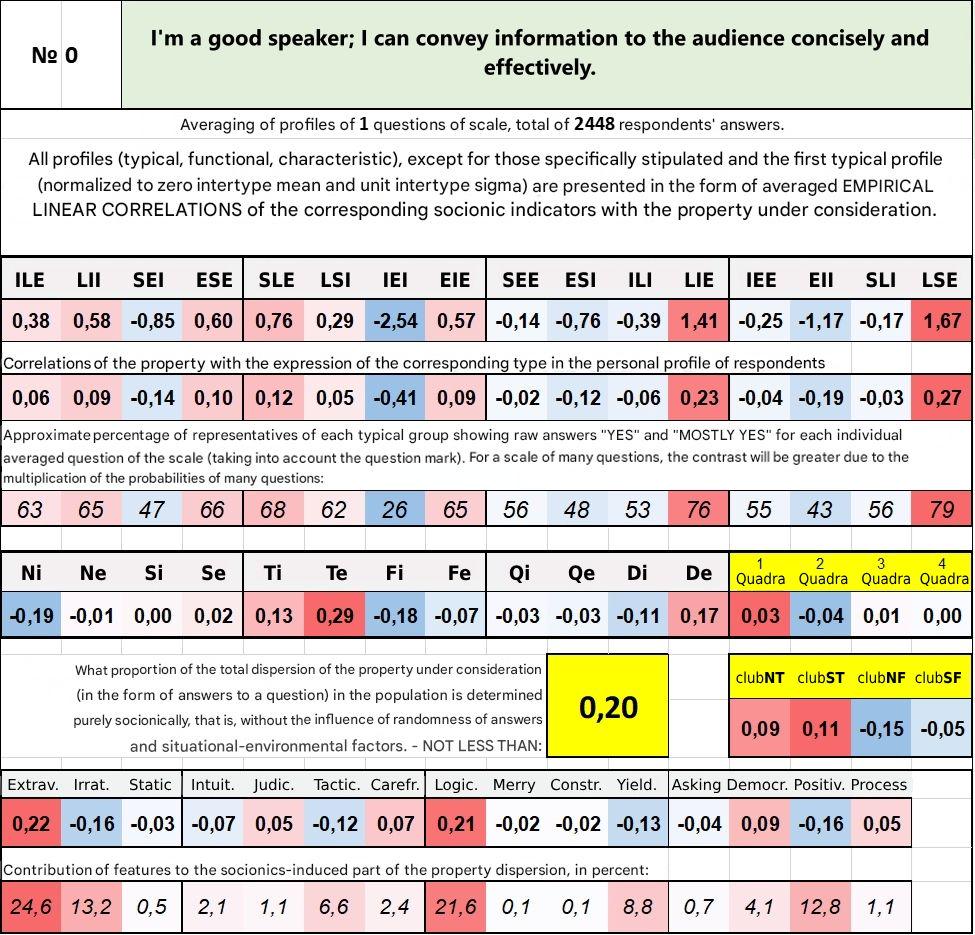 № 0
I'm a good speaker; I can convey information to the audience concisely and
effectively.
Averaging of profiles of 1 questions of scale, total of 2448 respondents' answers.
All profiles (typical, functional, characteristic), except for those specifically stipulated and the first typical profile
(normalized to zero intertype mean and unit intertype sigma) are presented in the form of averaged EMPIRICAL
LINEAR CORRELATIONS of the corresponding socionic indicators with the property under consideration.
ILE LII SEI ESE SLE LSI IEI EIE SEE ESI ILI LIE IEE EII SLI LSE
0,38 0,58 -0,85 0,60 0,76 0,29 -2,54 0,57 -0,14 -0,76 -0,39 1,41 -0,25 -1,17 -0,17 1,67
Correlations of the property with the expression of the corresponding type in the personal profile of respondents
0,06 0,09 -0,14 0,10 0,12 0,05 -0,41 0,09 -0,02 -0,12 -0,06 0,23 -0,04 -0,19 -0,03 0,27
Approximate percentage of representatives of each typical group showing raw answers "YES" and "MOSTLY YES" for each individual
averaged question of the scale (taking into account the question mark). For a scale of many questions, the contrast will be greater due to the
multiplication of the probabilities of many questions:
63 65 47 66 68 62 26 65 56 48 53 76 55 43 56 79
Ni Ne Si Se Ti Te Fi Fe Qi Qe Di De 1 Quadra 2 Quadra 3 Quadra 4 Quadra
-0,19 -0,01 0,00 0,02 0,13 0,29 -0,18 -0,07 -0,03 -0,03 -0,11 0,17 0,03 -0,04 0,01 0,00
What proportion of the total dispersion of the property under consideration
(in the form of answers to a question) in the population is determined
purely socionically, that is, without the influence of randomness of answers
and situational-environmental factors. - NOT LESS THAN:
0,20
clubNT clubST clubNF clubSF
0,09 0,11 -0,15 -0,05
Extrav. Irrat. Static Intuit. Judic. Tactic. Carefr. Logic. Merry Constr. Yield. Asking Democr. Positiv. Process
0,22 -0,16 -0,03 -0,07 0,05 -0,12 0,07 0,21 -0,02 -0,02 -0,13 -0,04 0,09 -0,16 0,05
Contribution of features to the socionics-induced part of the property dispersion, in percent:
24,6 13,2 0,5 2,1 1,1 6,6 2,4 21,6 0,1 0,1 8,8 0,7 4,1 12,8 1,1